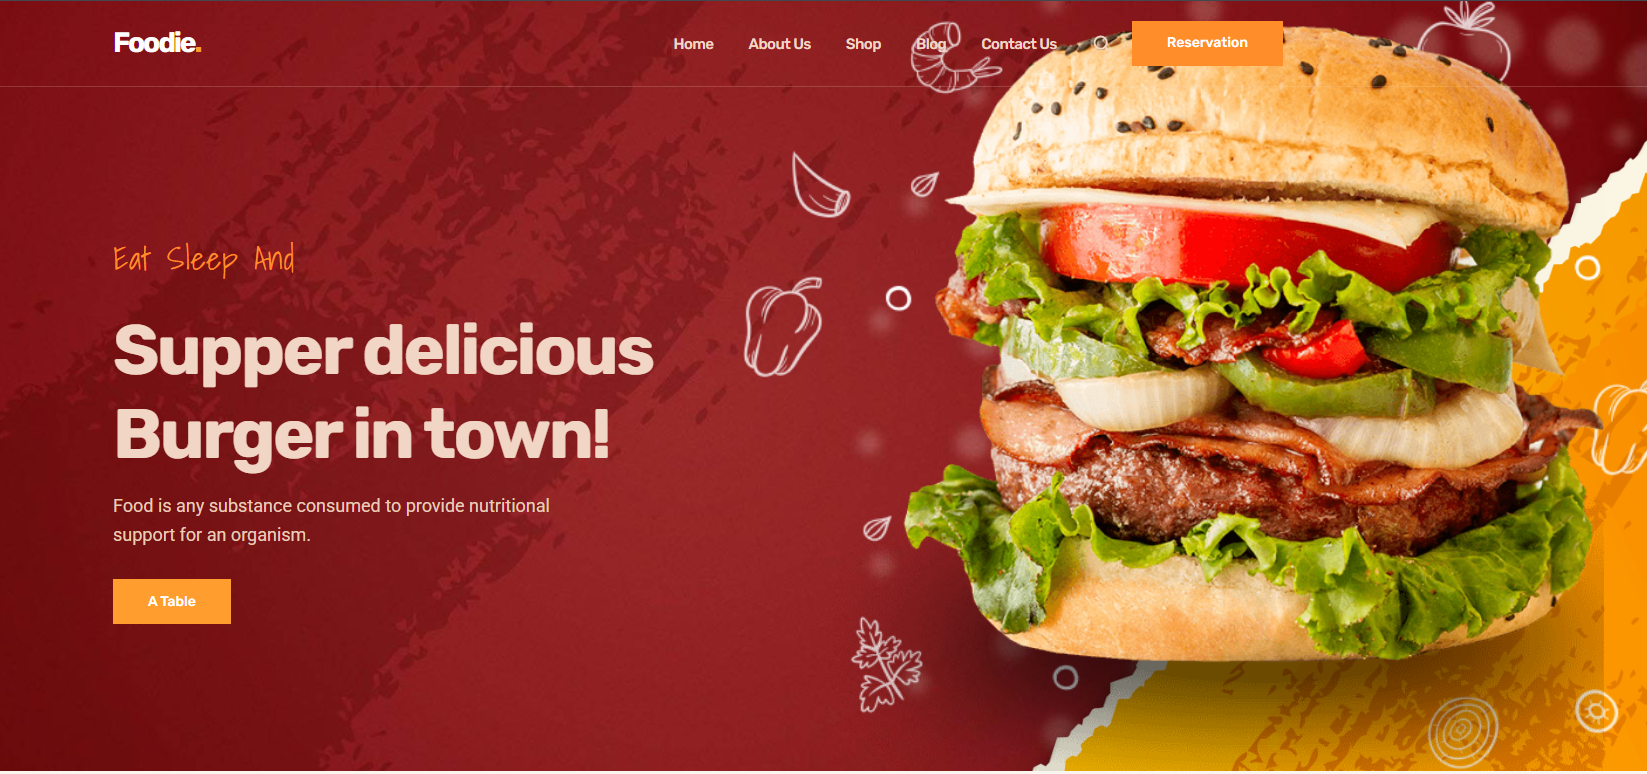 Foodie.
Home About Us Shop Blog Contact Us Reservation
Eat Sleep And
Supper delicious
Burger in town!
Food is any substance consumed to provide nutritional
support for an organism.
A Table